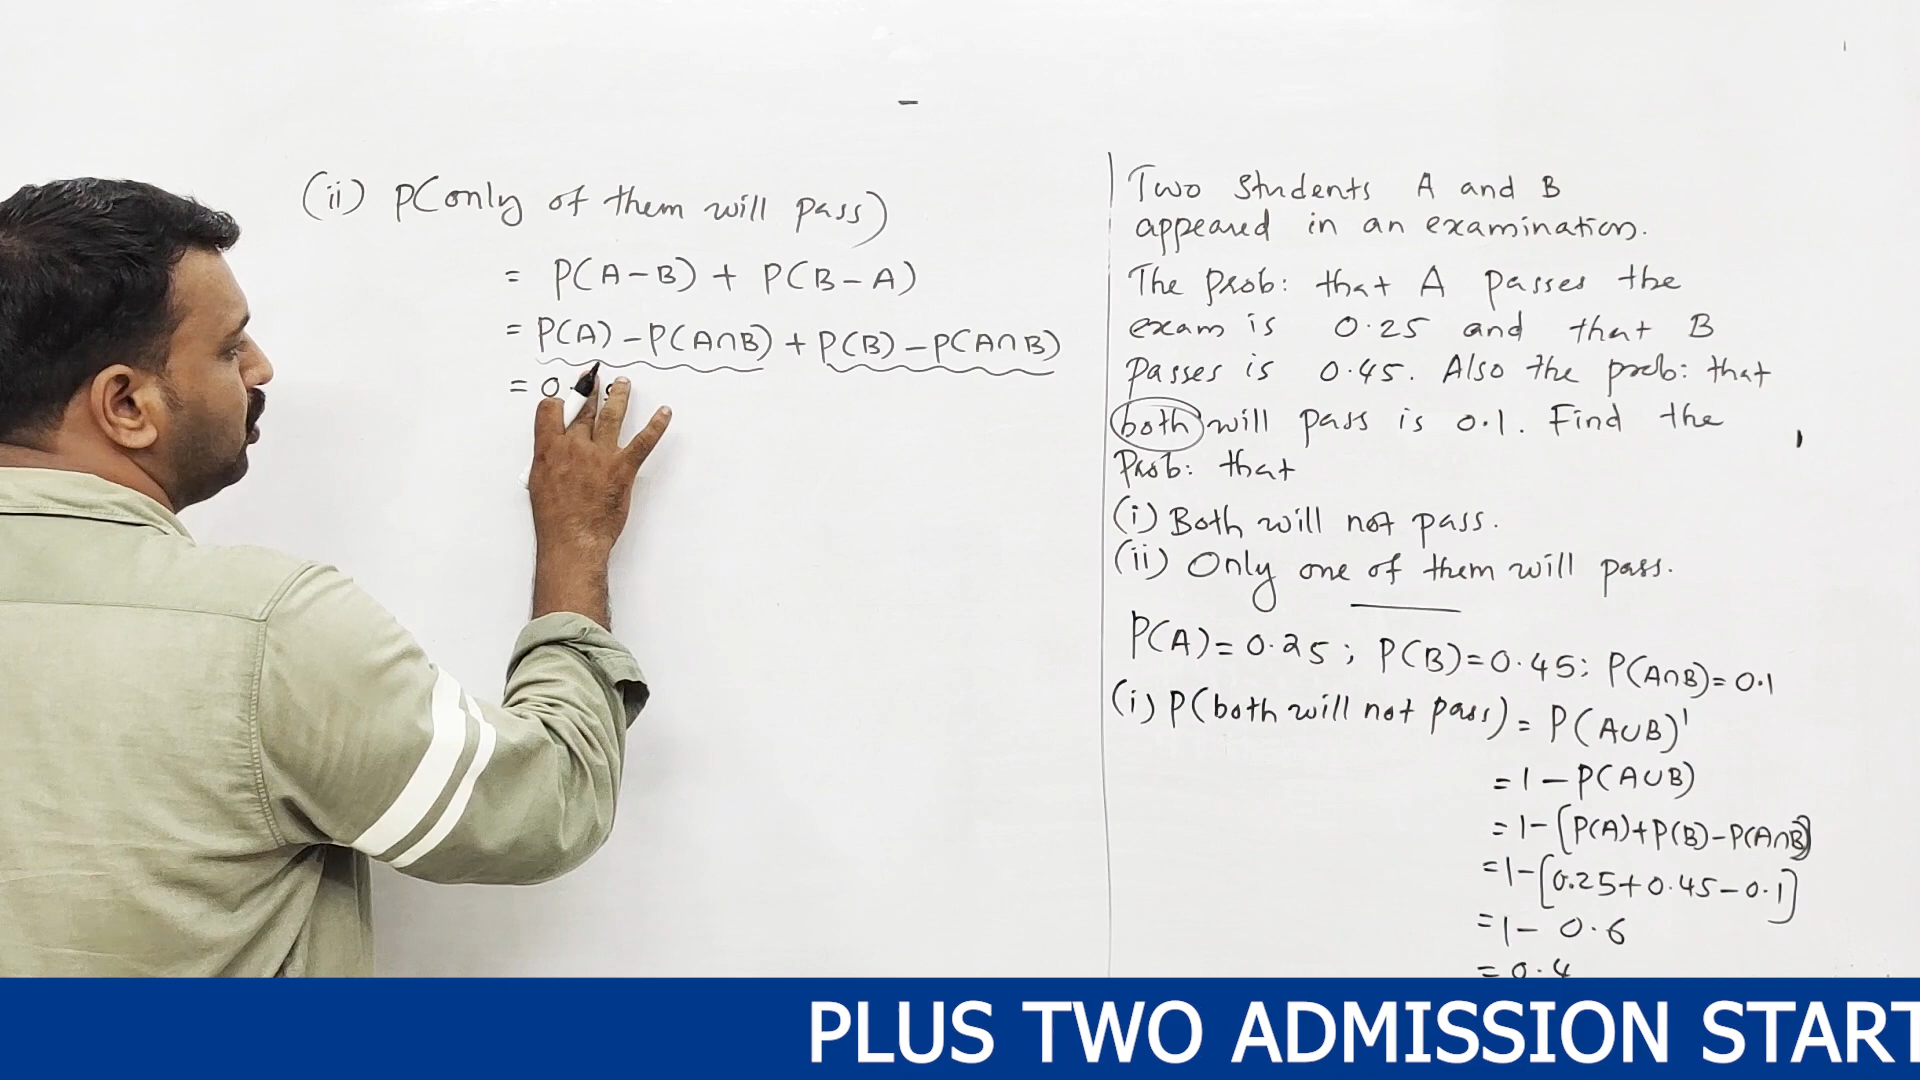 (ii) P(only of them will pass)
= P(A-B) + P(B-A)
= P(A) - P(A∩B) + P(B) - P(A∩B)
= 0.
Two Students A and B
appeared in an examination.
The prob: that A passes the
exam is 0.25 and that B
passes is 0.45. Also the prob: that
both will pass is 0.1. Find the
Prob: that
(i) Both will not pass.
(ii) Only one of them will pass.
P(A)=0.25; P(B)=0.45; P(A∩B)=0.1
(i) P(both will not pass) = P(A∪B)'
= 1 - P(A∪B)
= 1 - [P(A)+P(B)-P(A∩B)]
= 1 - [0.25+0.45-0.1]
= 1 - 0.6
= 0.4
PLUS TWO ADMISSION START